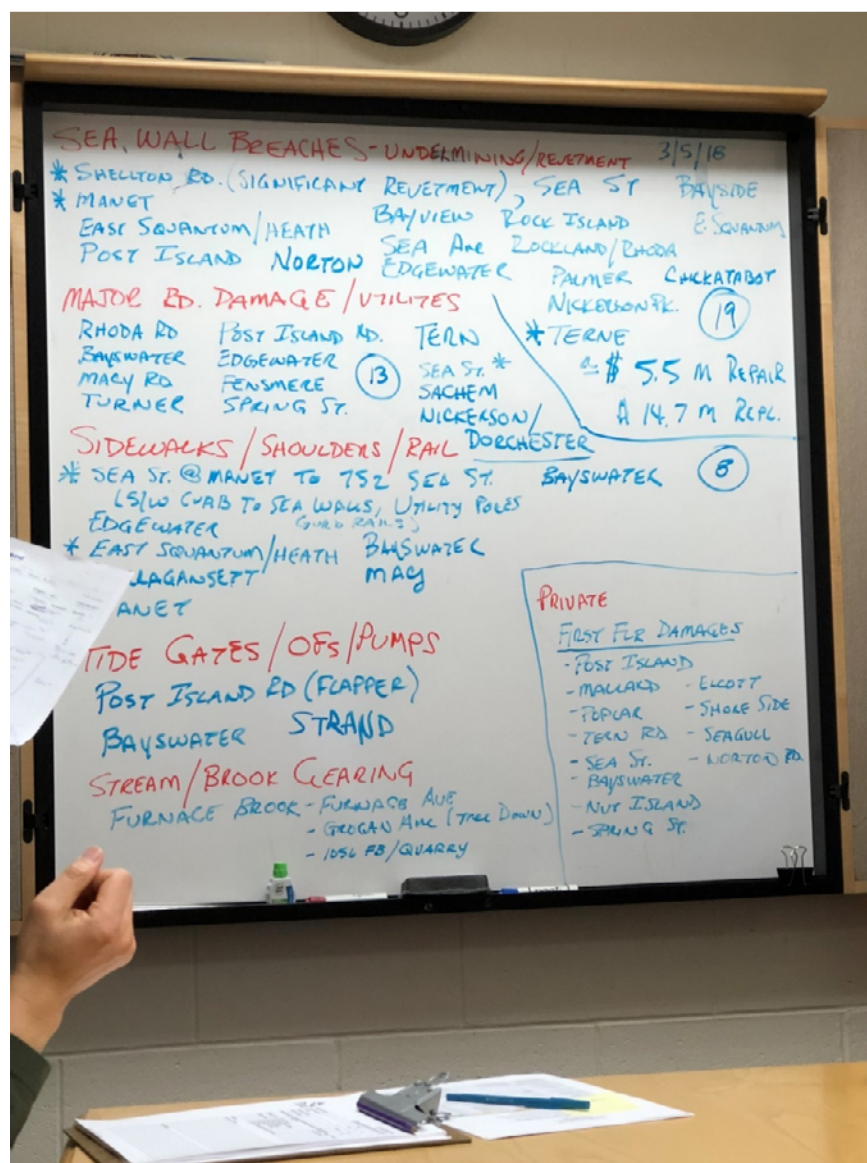 SEA WALL BREACHES - UNDERMINING/REVETMENT 3/5/18
* SHELLTON RD. (SIGNIFICANT REVETMENT), SEA ST BAYSIDE
* MANET BAYVIEW ROCK ISLAND E. SQUANTUM
EAST SQUANTUM/HEATH SEA AVE ROCKLAND/RHODA
POST ISLAND NORTON EDGEWATER PALMER CHICKATABOT
NICKERSON PK. 19
* TERNE
≈ $ 5.5 M REPAIR
14.7 M REPL.
MAJOR RD. DAMAGE/UTILITES
RHODA RD POST ISLAND RD. TERN
BAYSWATER EDGEWATER 13 SEA ST. *
MACY RD FENSMERE SACHEM
TURNER SPRING ST. NICKERSON/
DORCHESTER
SIDEWALKS/SHOULDERS/RAIL
* SEA ST. @ MANET TO 752 SEA ST. BAYSWATER 8
CURB TO SEA WALLS, UTILITY POLES
EDGEWATER
* EAST SQUANTUM/HEATH BAYSWATER
LAGANSETT MACY
ANET
TIDE GATES/OFs/PUMPS
POST ISLAND RD (FLAPPER)
BAYSWATER STRAND
STREAM/BROOK CLEARING
FURNACE BROOK - FURNACE AVE
- GROGAN AVE (TREE DOWN)
- 1056 FB/QUARRY
PRIVATE
FIRST FLR DAMAGES
- POST ISLAND
- MALLARD - ELCOTT
- POPLAR - SHORE SIDE
- TERN RD - SEAGULL
- SEA ST. - NORTON RD.
- BAYSWATER
- NUT ISLAND
- SPRING ST.